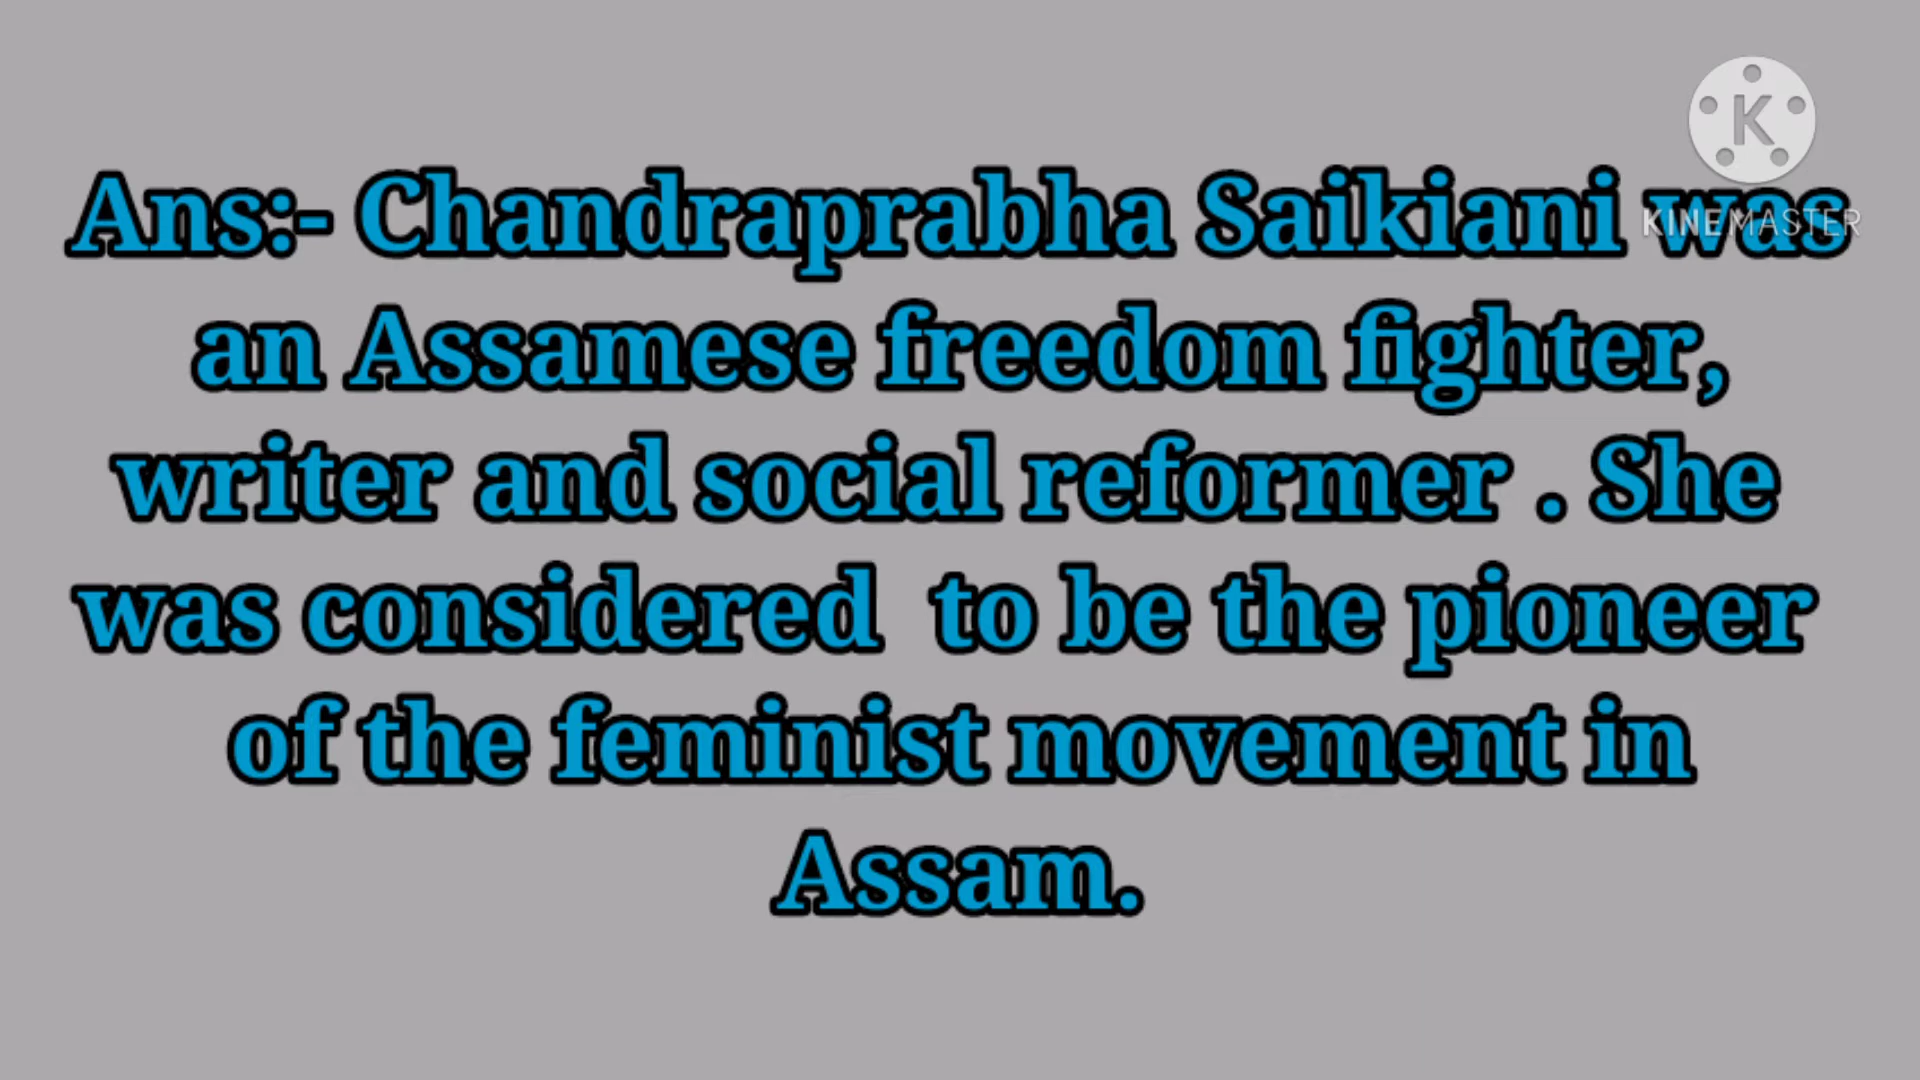 K
KINEMASTER
Ans:- Chandraprabha Saikiani was
an Assamese freedom fighter,
writer and social reformer . She
was considered  to be the pioneer
of the feminist movement in
Assam.